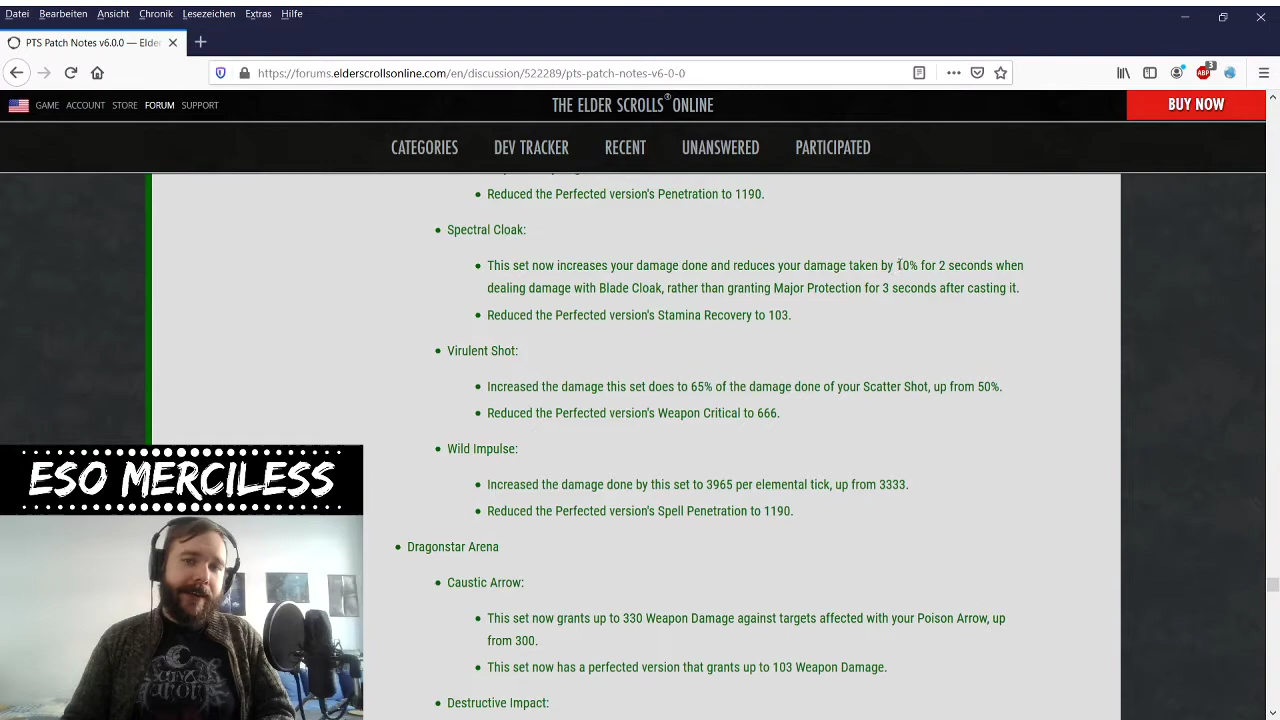 Datei Bearbeiten Ansicht Chronik Lesezeichen Extras Hilfe
PTS Patch Notes v6.0.0 — Elder
https://forums.elderscrollsonline.com/en/discussion/522289/pts-patch-notes-v6-0-0
ABP 3
GAME ACCOUNT STORE FORUM SUPPORT
THE ELDER SCROLLS® ONLINE
BUY NOW
CATEGORIES DEV TRACKER RECENT UNANSWERED PARTICIPATED
Reduced the Perfected version's Penetration to 1190.
Spectral Cloak:
This set now increases your damage done and reduces your damage taken by 10% for 2 seconds when
dealing damage with Blade Cloak, rather than granting Major Protection for 3 seconds after casting it.
Reduced the Perfected version's Stamina Recovery to 103.
Virulent Shot:
Increased the damage this set does to 65% of the damage done of your Scatter Shot, up from 50%.
Reduced the Perfected version's Weapon Critical to 666.
Wild Impulse:
Increased the damage done by this set to 3965 per elemental tick, up from 3333.
Reduced the Perfected version's Spell Penetration to 1190.
Dragonstar Arena
Caustic Arrow:
This set now grants up to 330 Weapon Damage against targets affected with your Poison Arrow, up
from 300.
This set now has a perfected version that grants up to 103 Weapon Damage.
Destructive Impact:
ESO MERCILESS